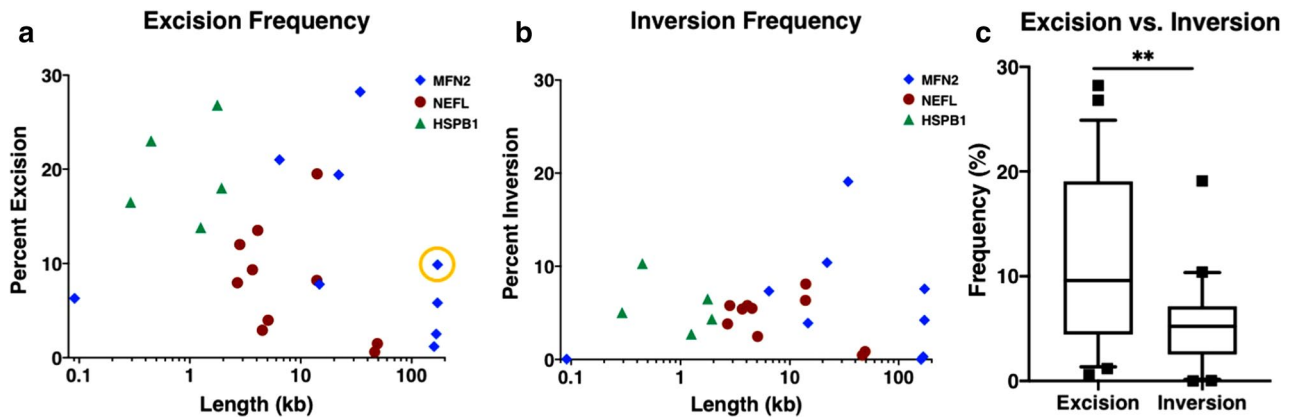 a
Excision Frequency
Percent Excision
30
20
10
0
0.1 1 10 100
Length (kb)
MFN2
NEFL
HSPB1
b
Inversion Frequency
Percent Inversion
30
20
10
0
0.1 1 10 100
Length (kb)
MFN2
NEFL
HSPB1
c
Excision vs. Inversion
**
Frequency (%)
30
20
10
0
Excision Inversion